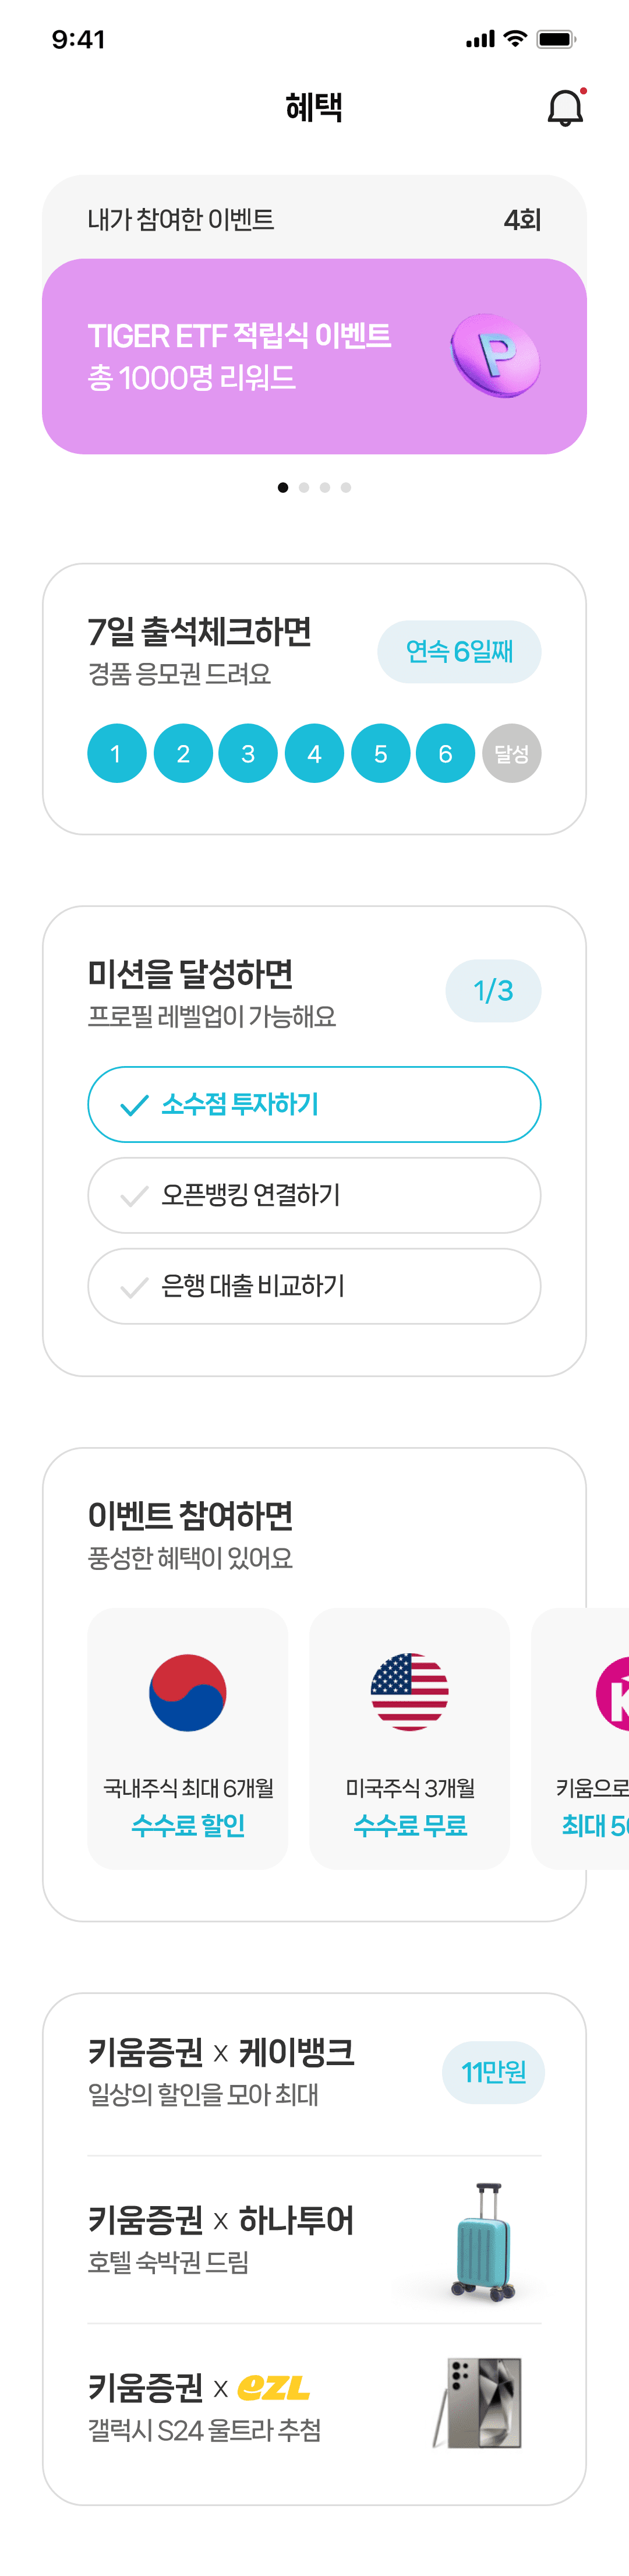 9:41
혜택
내가 참여한 이벤트 4회
TIGER ETF 적립식 이벤트
총 1000명 리워드
P
7일 출석체크하면
경품 응모권 드려요
연속 6일째
1 2 3 4 5 6 달성
미션을 달성하면
프로필 레벨업이 가능해요
1/3
소수점 투자하기
오픈뱅킹 연결하기
은행 대출 비교하기
이벤트 참여하면
풍성한 혜택이 있어요
국내주식 최대 6개월
수수료 할인
미국주식 3개월
수수료 무료
K
키움으로
최대 50
키움증권 X 케이뱅크
일상의 할인을 모아 최대
11만원
키움증권 X 하나투어
호텔 숙박권 드림
키움증권 X ezl
갤럭시 S24 울트라 추첨